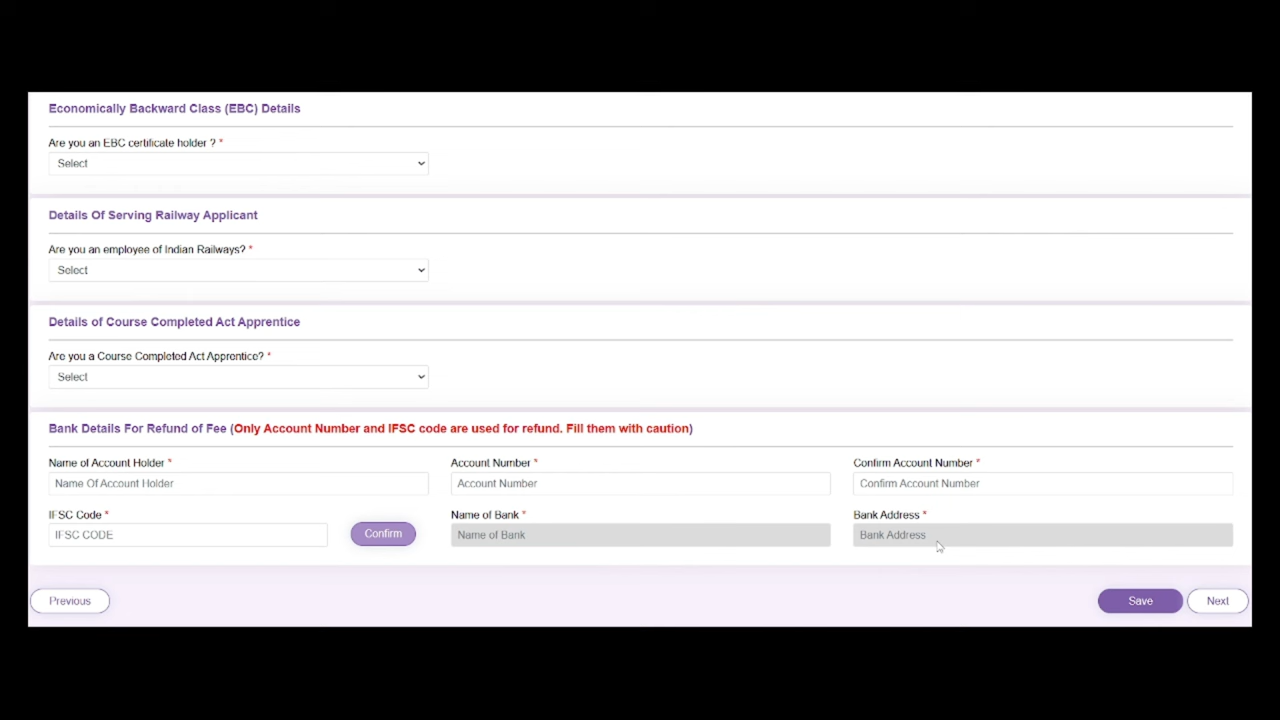 Economically Backward Class (EBC) Details
Are you an EBC certificate holder ? *
Select
Details Of Serving Railway Applicant
Are you an employee of Indian Railways? *
Select
Details of Course Completed Act Apprentice
Are you a Course Completed Act Apprentice? *
Select
Bank Details For Refund of Fee (Only Account Number and IFSC code are used for refund. Fill them with caution)
Name of Account Holder * Account Number * Confirm Account Number *
Name Of Account Holder Account Number Confirm Account Number
IFSC Code * Name of Bank * Bank Address *
IFSC CODE Confirm Name of Bank Bank Address
Previous Save Next